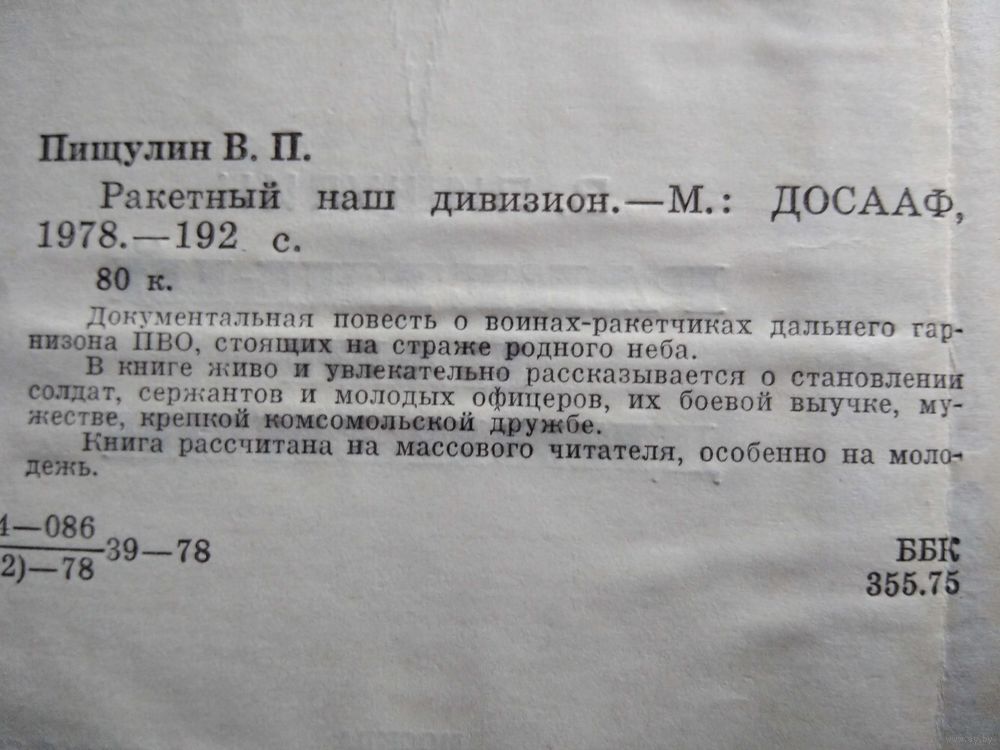 Пищулин В. П.
Ракетный наш дивизион.—М.: ДОСААФ,
1978.—192 с.
80 к.
Документальная повесть о воинах-ракетчиках дальнего гар-
низона ПВО, стоящих на страже родного неба.
В книге живо и увлекательно рассказывается о становлении
солдат, сержантов и молодых офицеров, их боевой выучке, му-
жестве, крепкой комсомольской дружбе.
Книга рассчитана на массового читателя, особенно на моло-
дежь.
4—086
2)—78
39—78
ББК
355.75